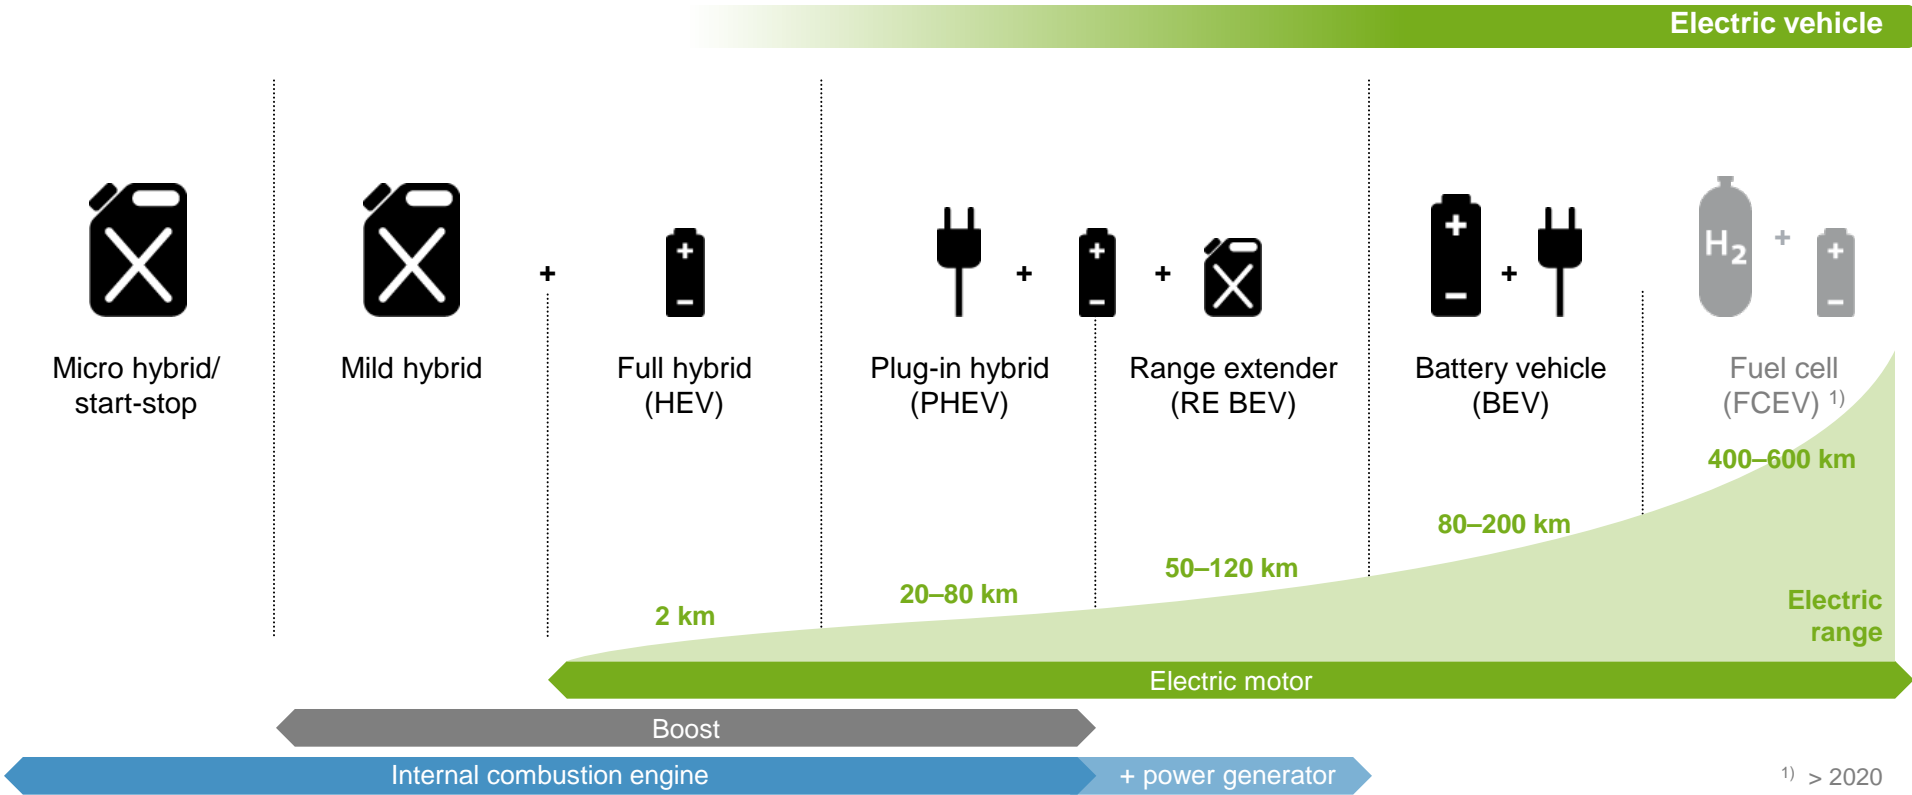 Electric vehicle
+
+
+
+
+
H2
Micro hybrid/
start-stop
Mild hybrid
Full hybrid
(HEV)
Plug-in hybrid
(PHEV)
Range extender
(RE BEV)
Battery vehicle
(BEV)
Fuel cell
(FCEV) 1)
400–600 km
80–200 km
50–120 km
20–80 km
2 km
Electric
range
Electric motor
Boost
Internal combustion engine
+ power generator
1) > 2020